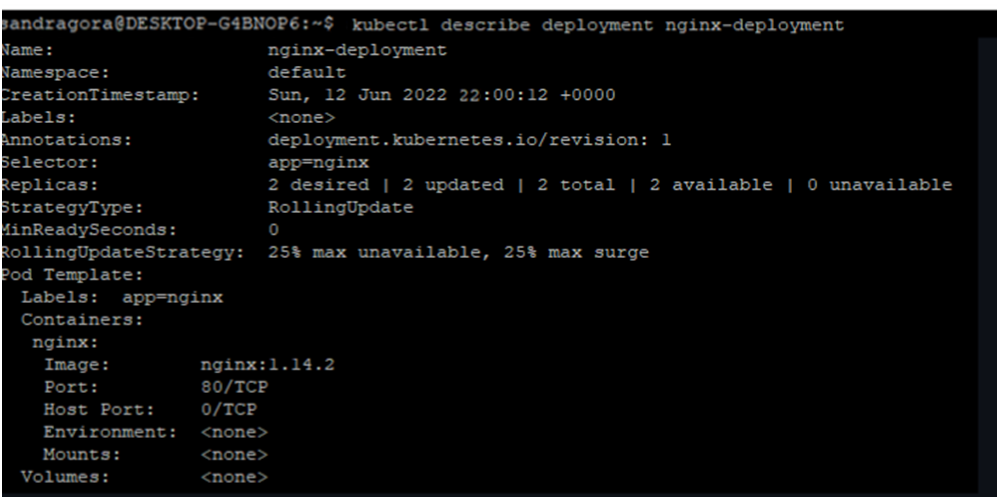 sandragora@DESKTOP-G4BNOP6:~$ kubectl describe deployment nginx-deployment
Name: nginx-deployment
Namespace: default
CreationTimestamp: Sun, 12 Jun 2022 22:00:12 +0000
Labels: <none>
Annotations: deployment.kubernetes.io/revision: 1
Selector: app=nginx
Replicas: 2 desired | 2 updated | 2 total | 2 available | 0 unavailable
StrategyType: RollingUpdate
MinReadySeconds: 0
RollingUpdateStrategy: 25% max unavailable, 25% max surge
Pod Template:
Labels: app=nginx
Containers:
nginx:
Image: nginx:1.14.2
Port: 80/TCP
Host Port: 0/TCP
Environment: <none>
Mounts: <none>
Volumes: <none>